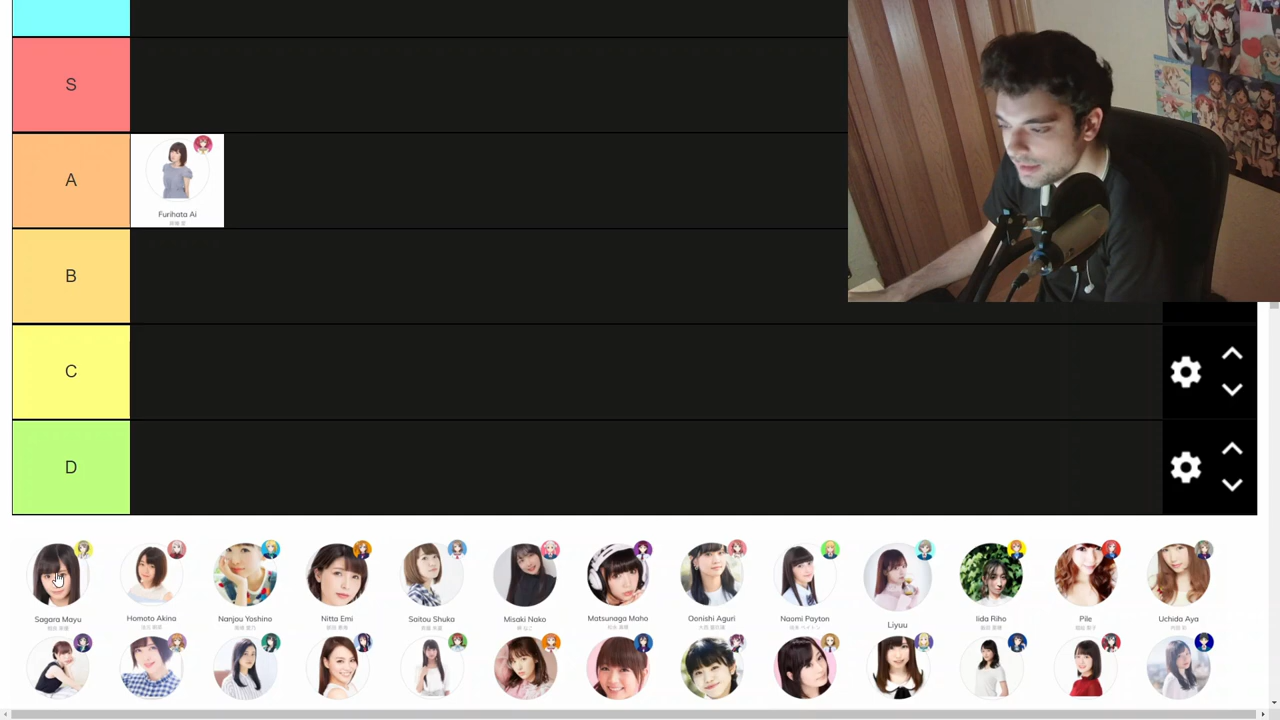 S
A
Furihata Ai
B
C
D
Sagara Mayu
Homoto Akina
Nanjou Yoshino
Nitta Emi
Saitou Shuka
Misaki Nako
Matsunaga Maho
Oonishi Aguri
Naomi Payton
Liyuu
Iida Riho
Pile
Uchida Aya